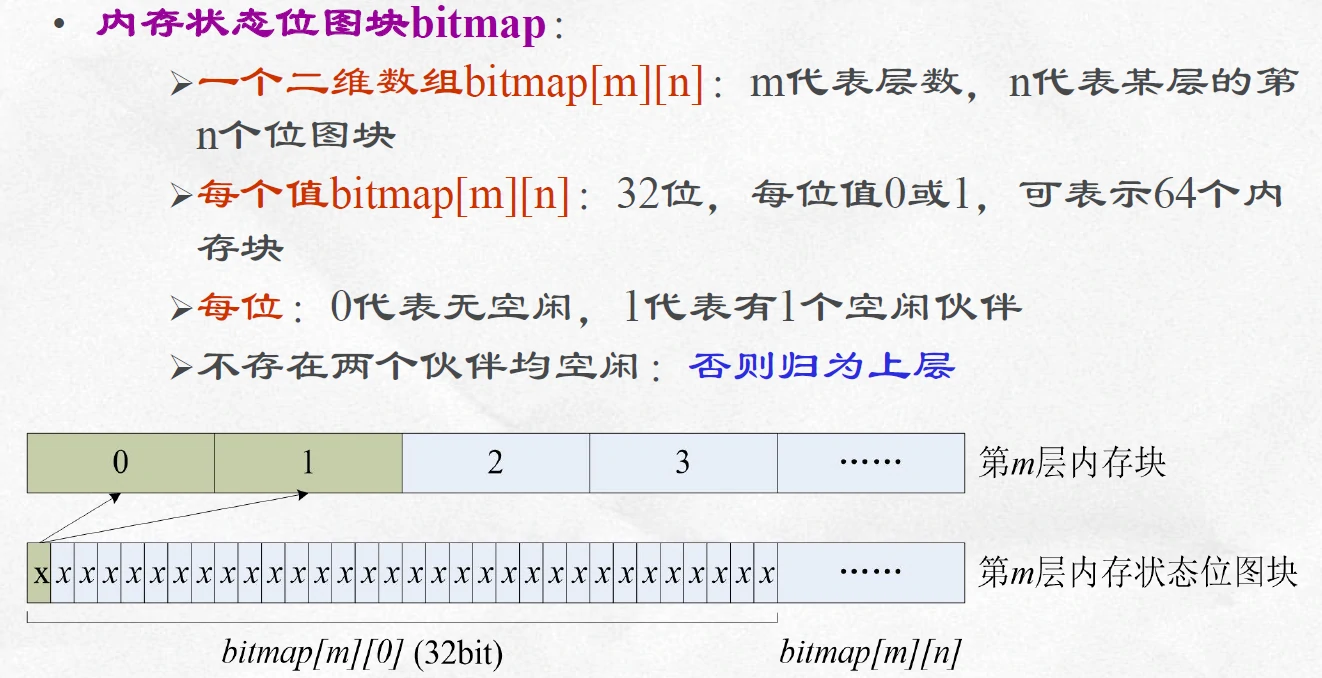 • 内存状态位图块bitmap：
➢一个二维数组bitmap[m][n]：m代表层数，n代表某层的第
n个位图块
➢每个值bitmap[m][n]：32位，每位值0或1，可表示64个内
存块
➢每位：0代表无空闲，1代表有1个空闲伙伴
➢不存在两个伙伴均空闲：否则归为上层
0 1 2 3 …… 第m层内存块
x x x x x x x x x x x x x x x x x x x x x x x x x x x x x x x x …… 第m层内存状态位图块
bitmap[m][0] (32bit) bitmap[m][n]